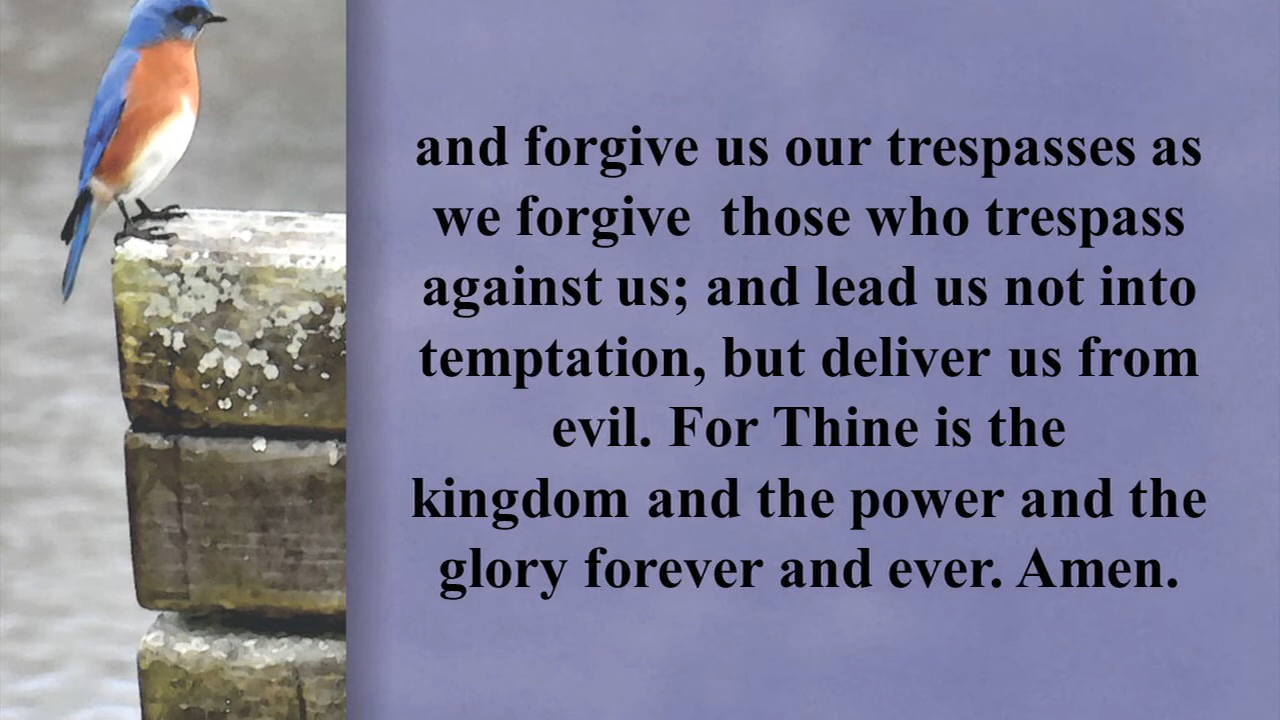 and forgive us our trespasses as
we forgive  those who trespass
against us; and lead us not into
temptation, but deliver us from
evil. For Thine is the
kingdom and the power and the
glory forever and ever. Amen.